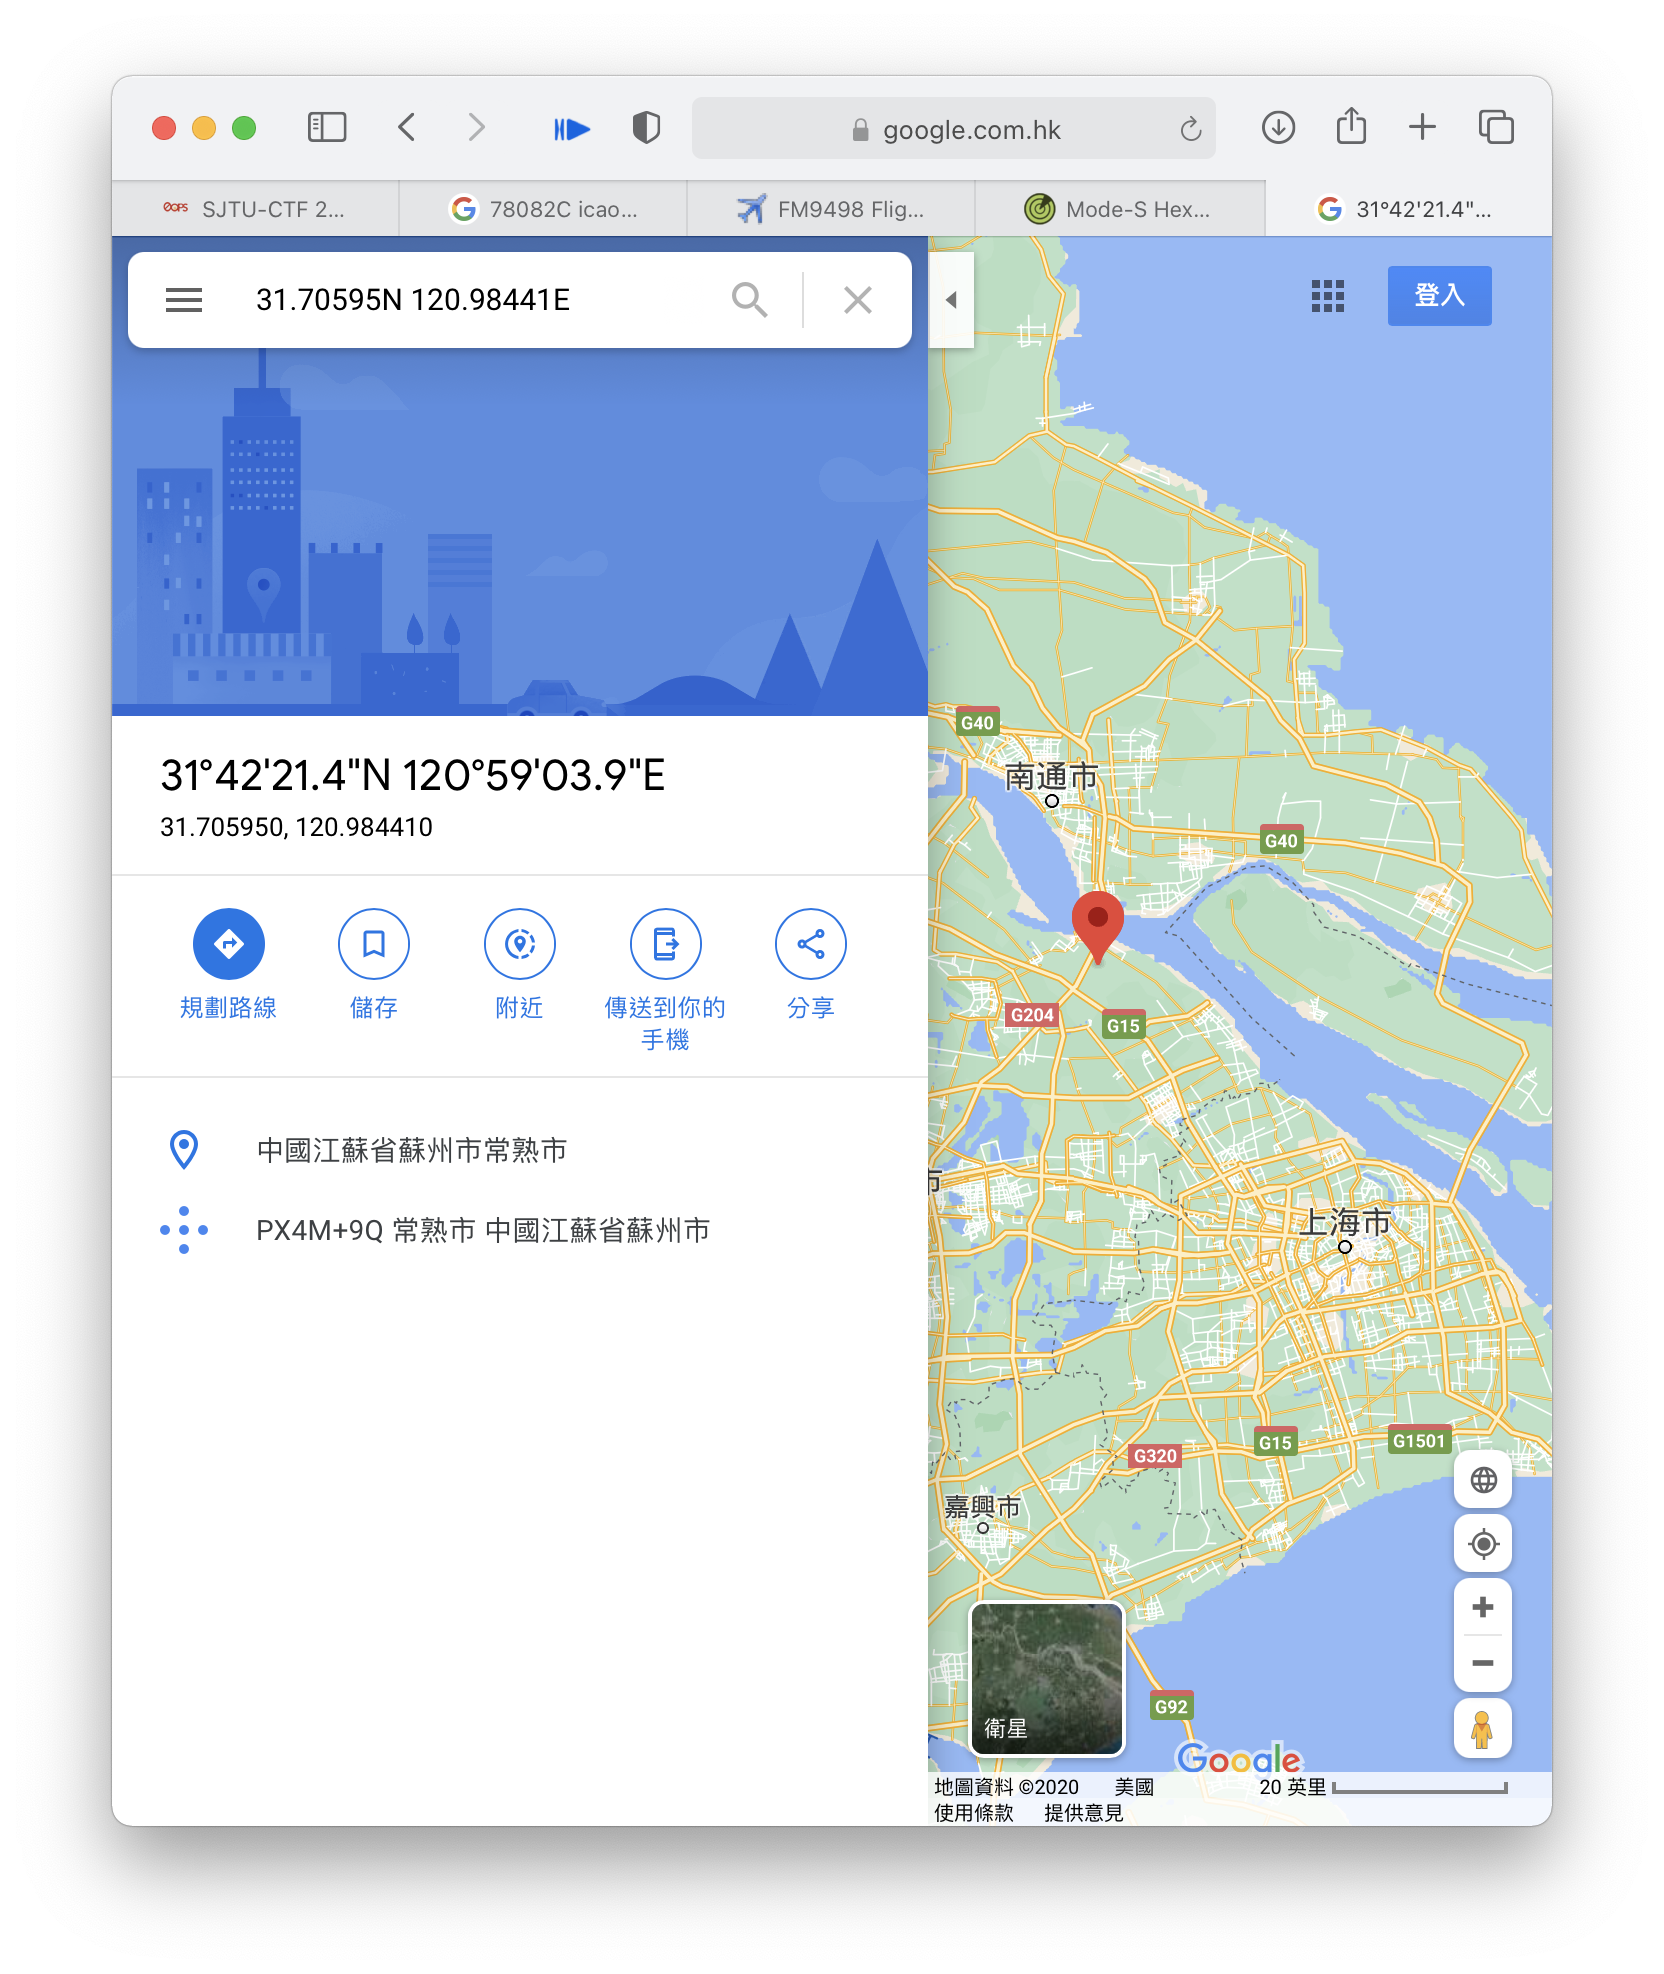 google.com.hk
SJTU-CTF 2...
78082C icao...
FM9498 Flig...
Mode-S Hex...
31°42'21.4"...
31.70595N 120.98441E
登入
31°42'21.4"N 120°59'03.9"E
31.705950, 120.984410
規劃路線
儲存
附近
傳送到你的
手機
分享
中國江蘇省蘇州市常熟市
PX4M+9Q 常熟市 中國江蘇省蘇州市
G40
南通市
G40
G204
G15
市
上海市
G15
G1501
G320
嘉興市
衛星
G92
Google
地圖資料 ©2020 美國 20 英里
使用條款 提供意見